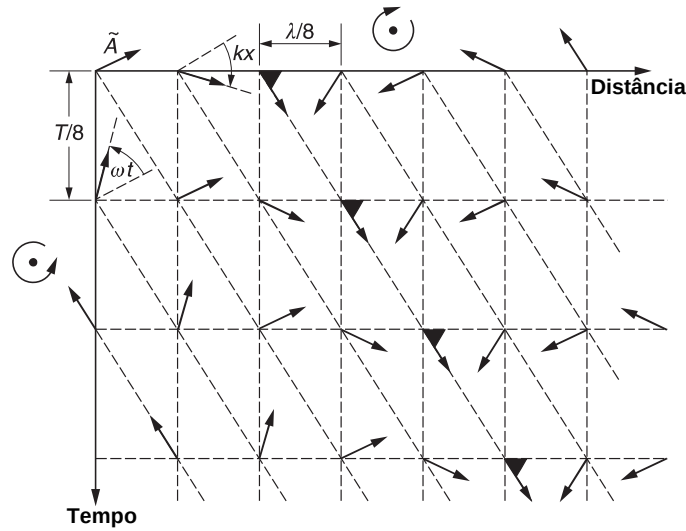 Ã
kx
λ/8
Distância
T/8
ωt
Tempo